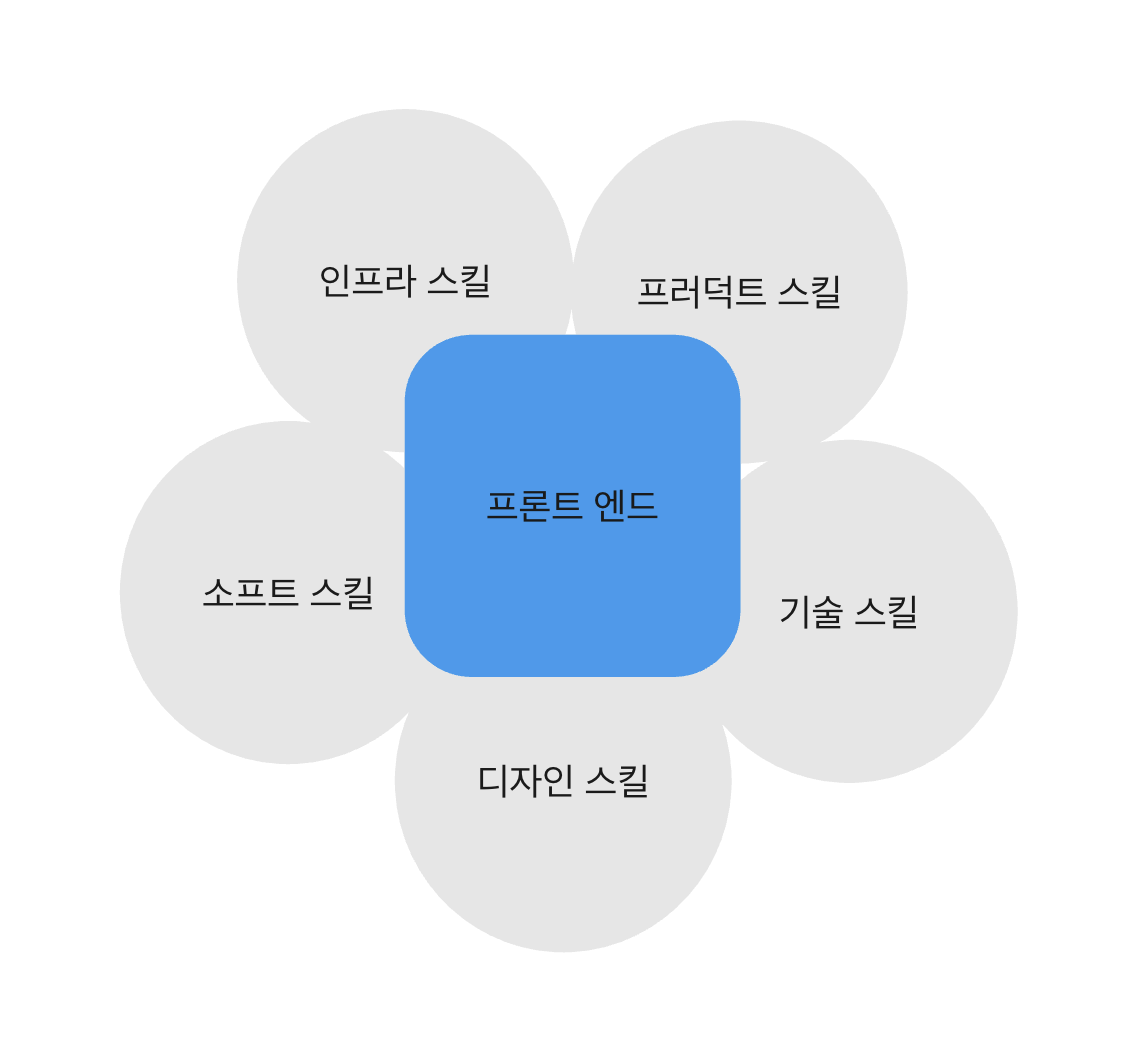 인프라 스킬
프러덕트 스킬
프론트 엔드
소프트 스킬
기술 스킬
디자인 스킬